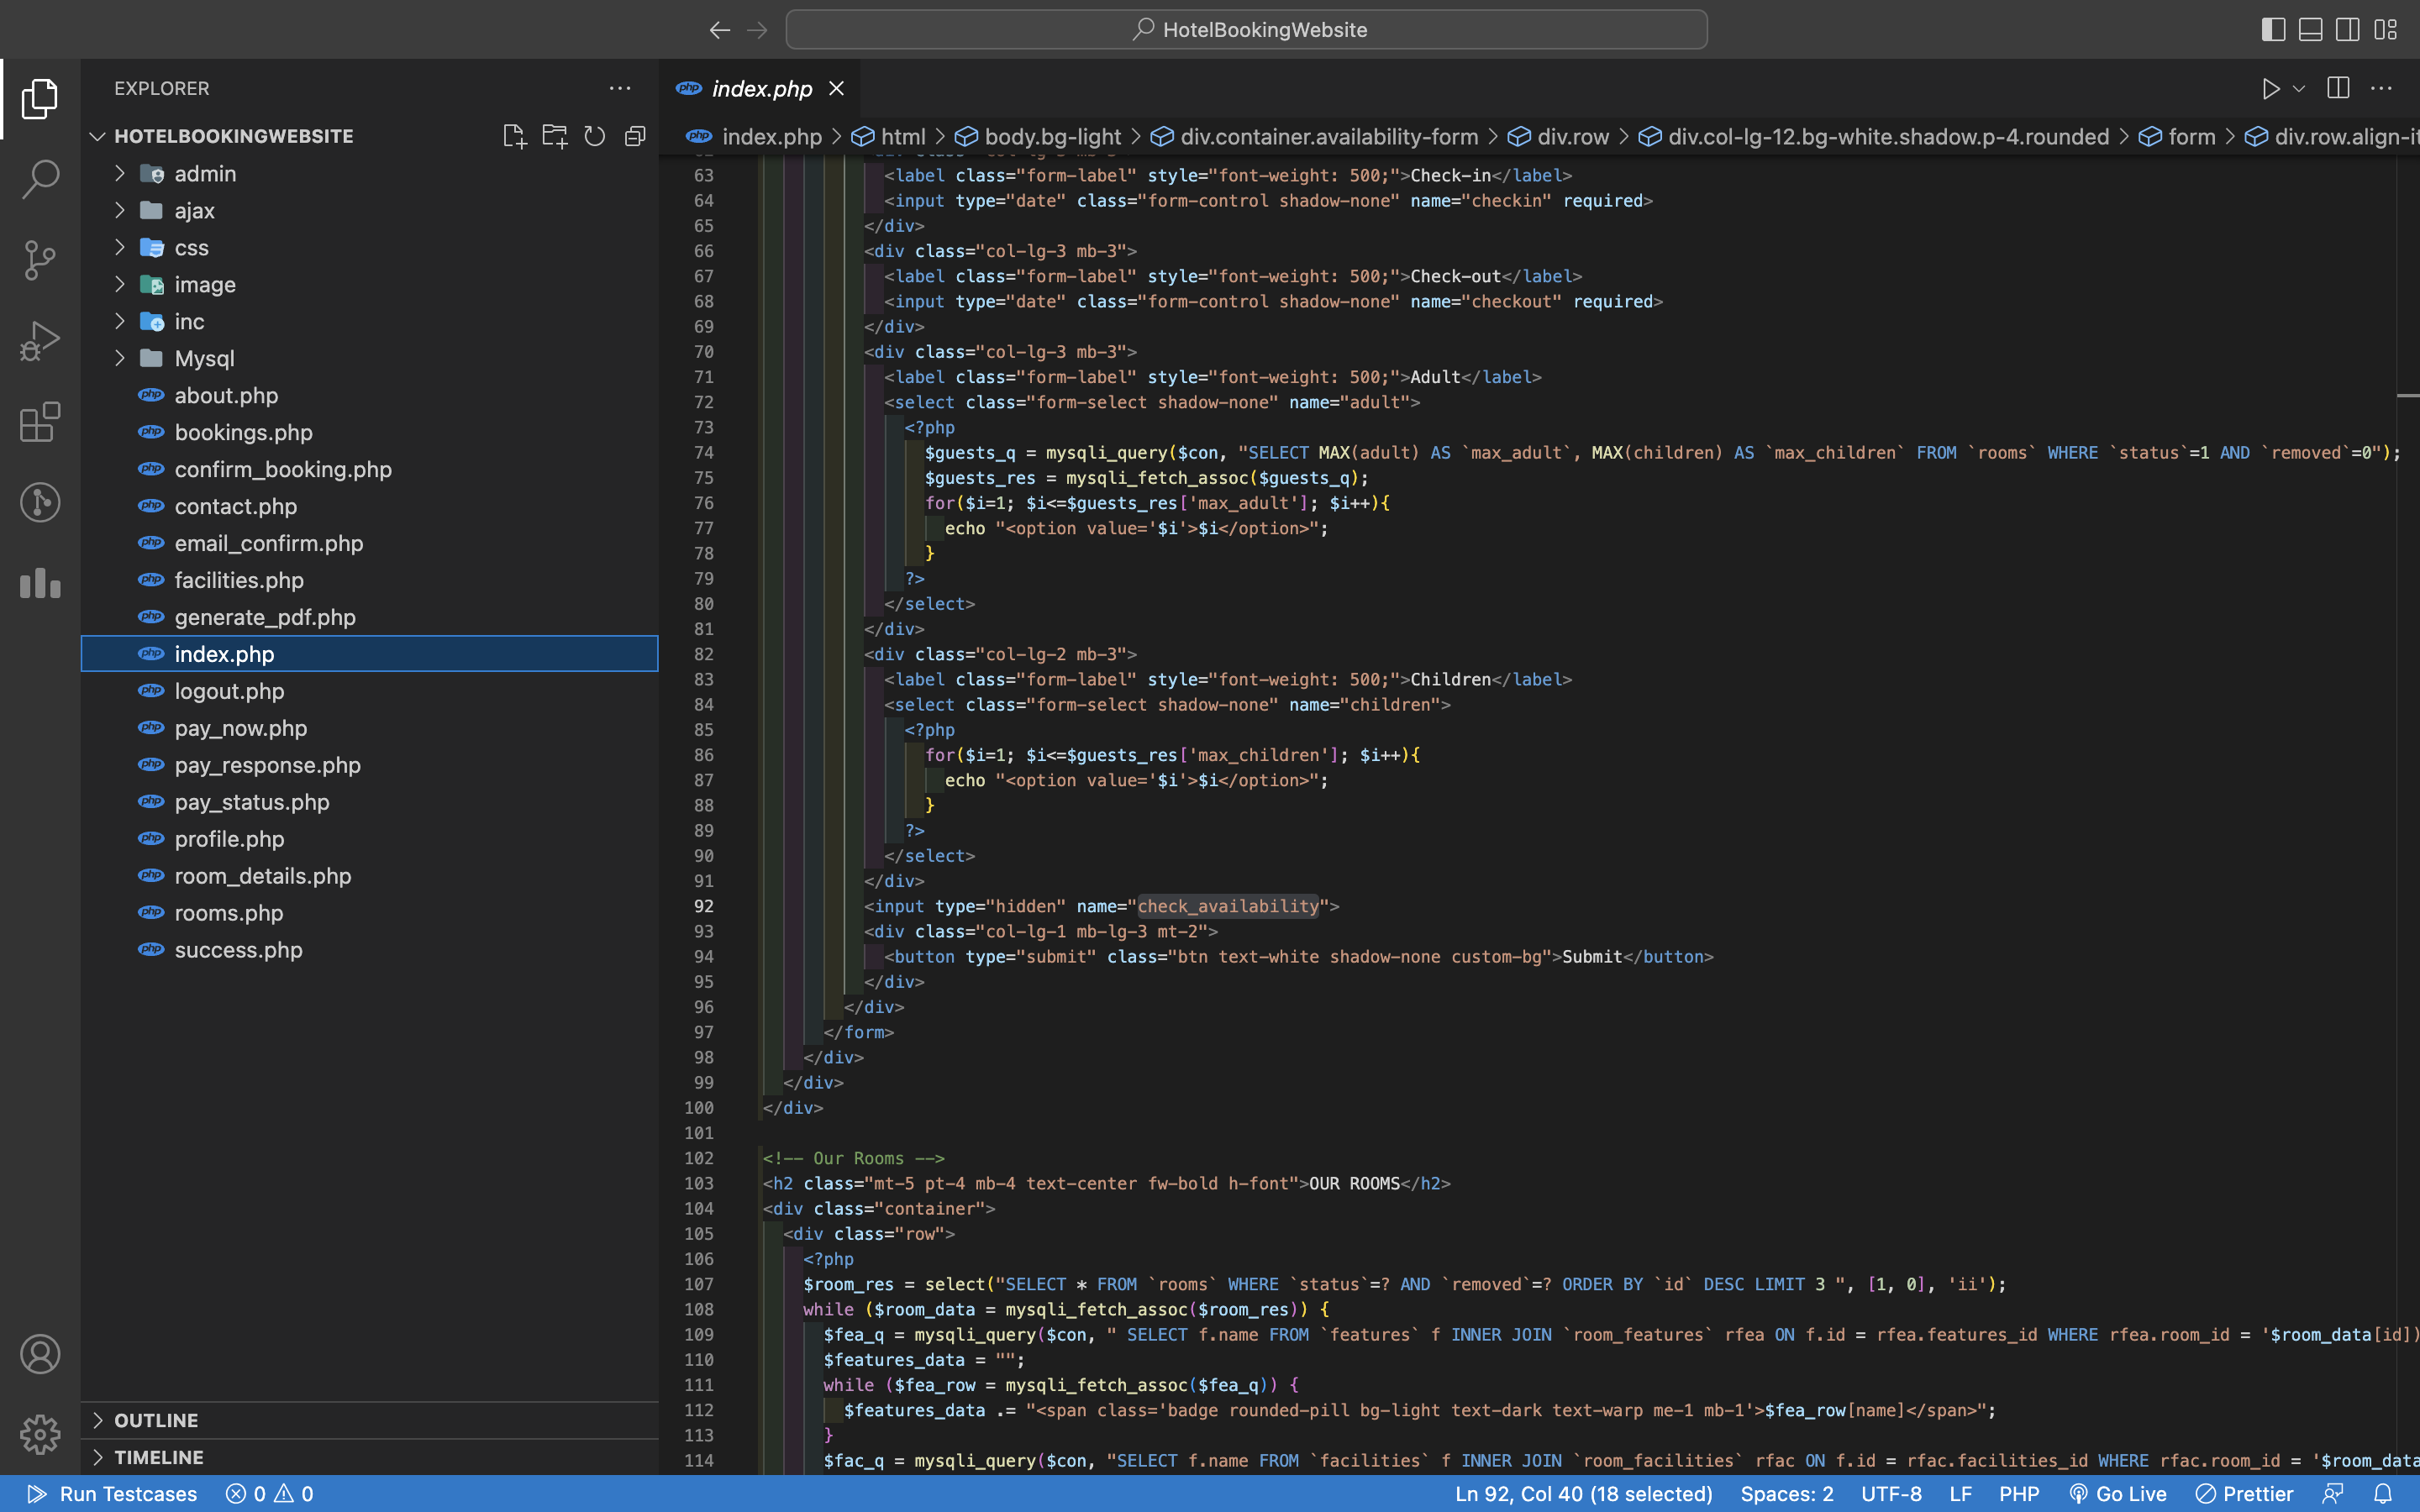 HotelBookingWebsite
EXPLORER
HOTELBOOKINGWEBSITE
admin
ajax
css
image
inc
Mysql
about.php
bookings.php
confirm_booking.php
contact.php
email_confirm.php
facilities.php
generate_pdf.php
index.php
logout.php
pay_now.php
pay_response.php
pay_status.php
profile.php
room_details.php
rooms.php
success.php
OUTLINE
TIMELINE
php index.php
php index.php > html > body.bg-light > div.container.availability-form > div.row > div.col-lg-12.bg-white.shadow.p-4.rounded > form > div.row.align-it
63 <label class="form-label" style="font-weight: 500;">Check-in</label>
64 <input type="date" class="form-control shadow-none" name="checkin" required>
65 </div>
66 <div class="col-lg-3 mb-3">
67 <label class="form-label" style="font-weight: 500;">Check-out</label>
68 <input type="date" class="form-control shadow-none" name="checkout" required>
69 </div>
70 <div class="col-lg-3 mb-3">
71 <label class="form-label" style="font-weight: 500;">Adult</label>
72 <select class="form-select shadow-none" name="adult">
73 <?php
74 $guests_q = mysqli_query($con, "SELECT MAX(adult) AS `max_adult`, MAX(children) AS `max_children` FROM `rooms` WHERE `status`=1 AND `removed`=0");
75 $guests_res = mysqli_fetch_assoc($guests_q);
76 for($i=1; $i<=$guests_res['max_adult']; $i++){
77 echo "<option value='$i'>$i</option>";
78 }
79 ?>
80 </select>
81 </div>
82 <div class="col-lg-2 mb-3">
83 <label class="form-label" style="font-weight: 500;">Children</label>
84 <select class="form-select shadow-none" name="children">
85 <?php
86 for($i=1; $i<=$guests_res['max_children']; $i++){
87 echo "<option value='$i'>$i</option>";
88 }
89 ?>
90 </select>
91 </div>
92 <input type="hidden" name="check_availability">
93 <div class="col-lg-1 mb-lg-3 mt-2">
94 <button type="submit" class="btn text-white shadow-none custom-bg">Submit</button>
95 </div>
96 </div>
97 </form>
98 </div>
99 </div>
100 </div>
101
102 <!-- Our Rooms -->
103 <h2 class="mt-5 pt-4 mb-4 text-center fw-bold h-font">OUR ROOMS</h2>
104 <div class="container">
105 <div class="row">
106 <?php
107 $room_res = select("SELECT * FROM `rooms` WHERE `status`=? AND `removed`=? ORDER BY `id` DESC LIMIT 3 ", [1, 0], 'ii');
108 while ($room_data = mysqli_fetch_assoc($room_res)) {
109 $fea_q = mysqli_query($con, " SELECT f.name FROM `features` f INNER JOIN `room_features` rfea ON f.id = rfea.features_id WHERE rfea.room_id = '$room_data[id])
110 $features_data = "";
111 while ($fea_row = mysqli_fetch_assoc($fea_q)) {
112 $features_data .= "<span class='badge rounded-pill bg-light text-dark text-warp me-1 mb-1'>$fea_row[name]</span>";
113 }
114 $fac_q = mysqli_query($con, "SELECT f.name FROM `facilities` f INNER JOIN `room_facilities` rfac ON f.id = rfac.facilities_id WHERE rfac.room_id = '$room_data
Run Testcases 0 0 Ln 92, Col 40 (18 selected) Spaces: 2 UTF-8 LF PHP Go Live Prettier